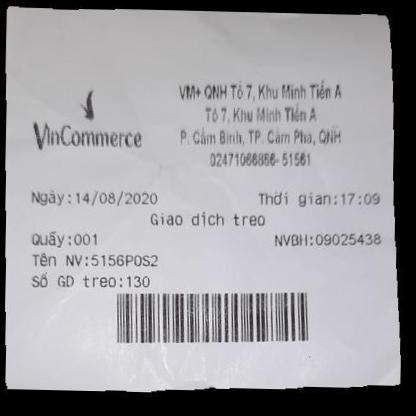 VinCommerce
VM+ QNH Tổ 7, Khu Minh Tiến A
Tổ 7, Khu Minh Tiến A
P. Cẩm Bình, TP. Cẩm Phả, QNH
02471066866- 51561
Ngày:14/08/2020 Thời gian:17:09
Giao dịch treo
Quầy:001 NVBH:09025438
Tên NV:5156POS2
Số GD treo:130